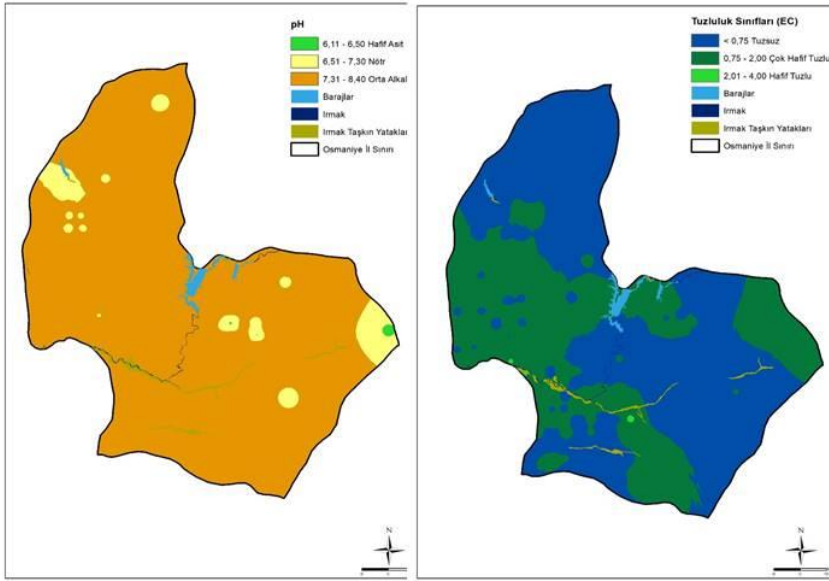 pH
6,11 - 6,50 Hafif Asit
6,51 - 7,30 Nötr
7,31 - 8,40 Orta Alkal
Barajlar
Irmak
Irmak Taşkın Yatakları
Osmaniye İl Sınırı
N
Tuzluluk Sınıfları (EC)
< 0,75 Tuzsuz
0,75 - 2,00 Çok Hafif Tuzlu
2,01 - 4,00 Hafif Tuzlu
Barajlar
Irmak
Irmak Taşkın Yatakları
Osmaniye İl Sınırı
N